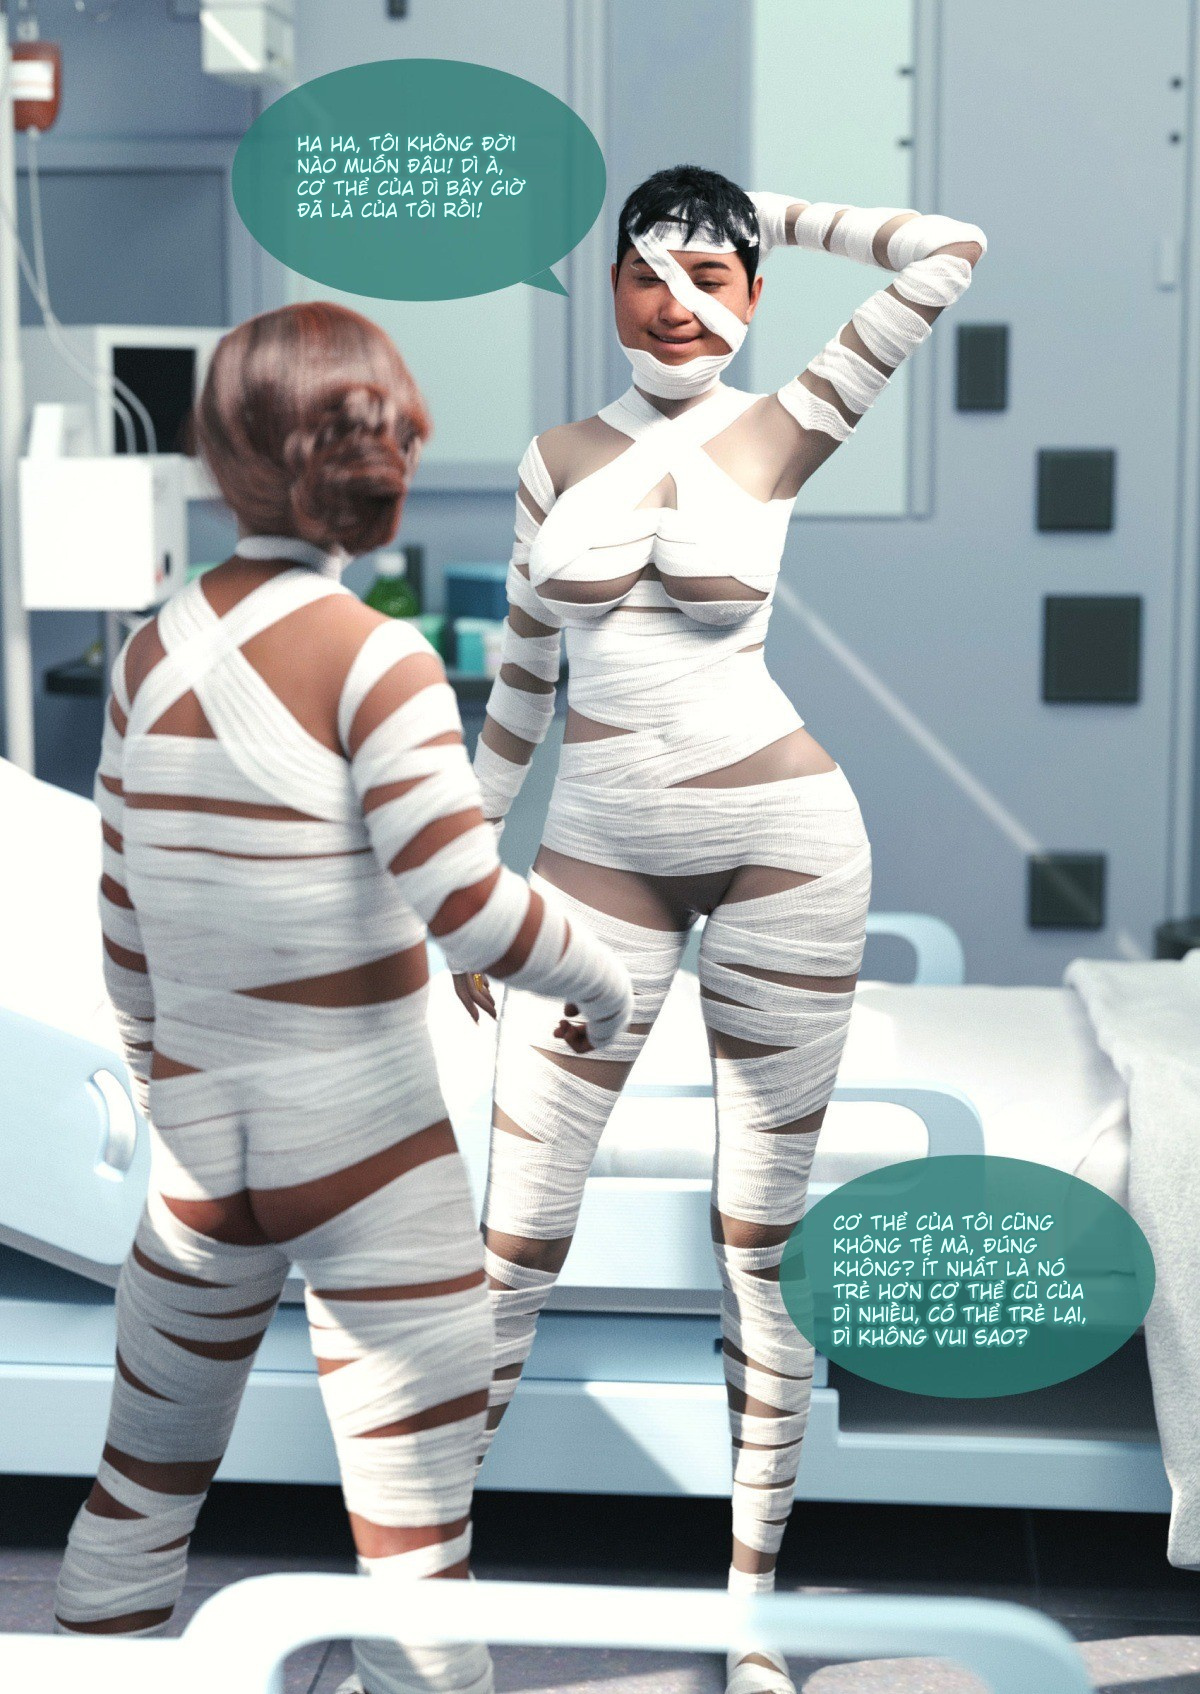 HA HA, TÔI KHÔNG ĐỜI
NÀO MUỐN ĐÂU! DÌ À,
CƠ THỂ CỦA DÌ BÂY GIỜ
ĐÃ LÀ CỦA TÔI RỒI!
CƠ THỂ CỦA TÔI CŨNG
KHÔNG TỆ MÀ, ĐÚNG
KHÔNG? ÍT NHẤT LÀ NÓ
TRẺ HƠN CƠ THỂ CŨ CỦA
DÌ NHIỀU, CÓ THỂ TRẺ LẠI,
DÌ KHÔNG VUI SAO?